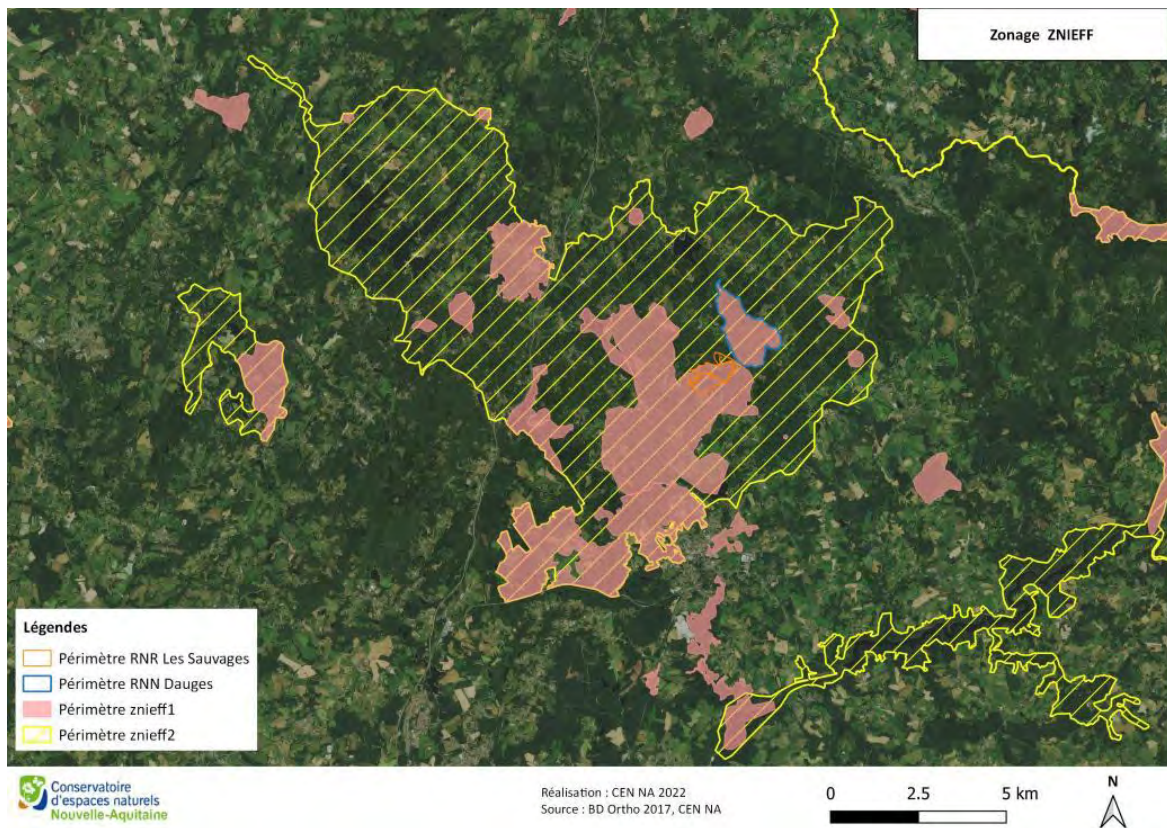 Zonage ZNIEFF
Légendes
Périmètre RNR Les Sauvages
Périmètre RNN Dauges
Périmètre znieff1
Périmètre znieff2
Conservatoire
d'espaces naturels
Nouvelle-Aquitaine
Réalisation : CEN NA 2022
Source : BD Ortho 2017, CEN NA
0 2.5 5 km
N